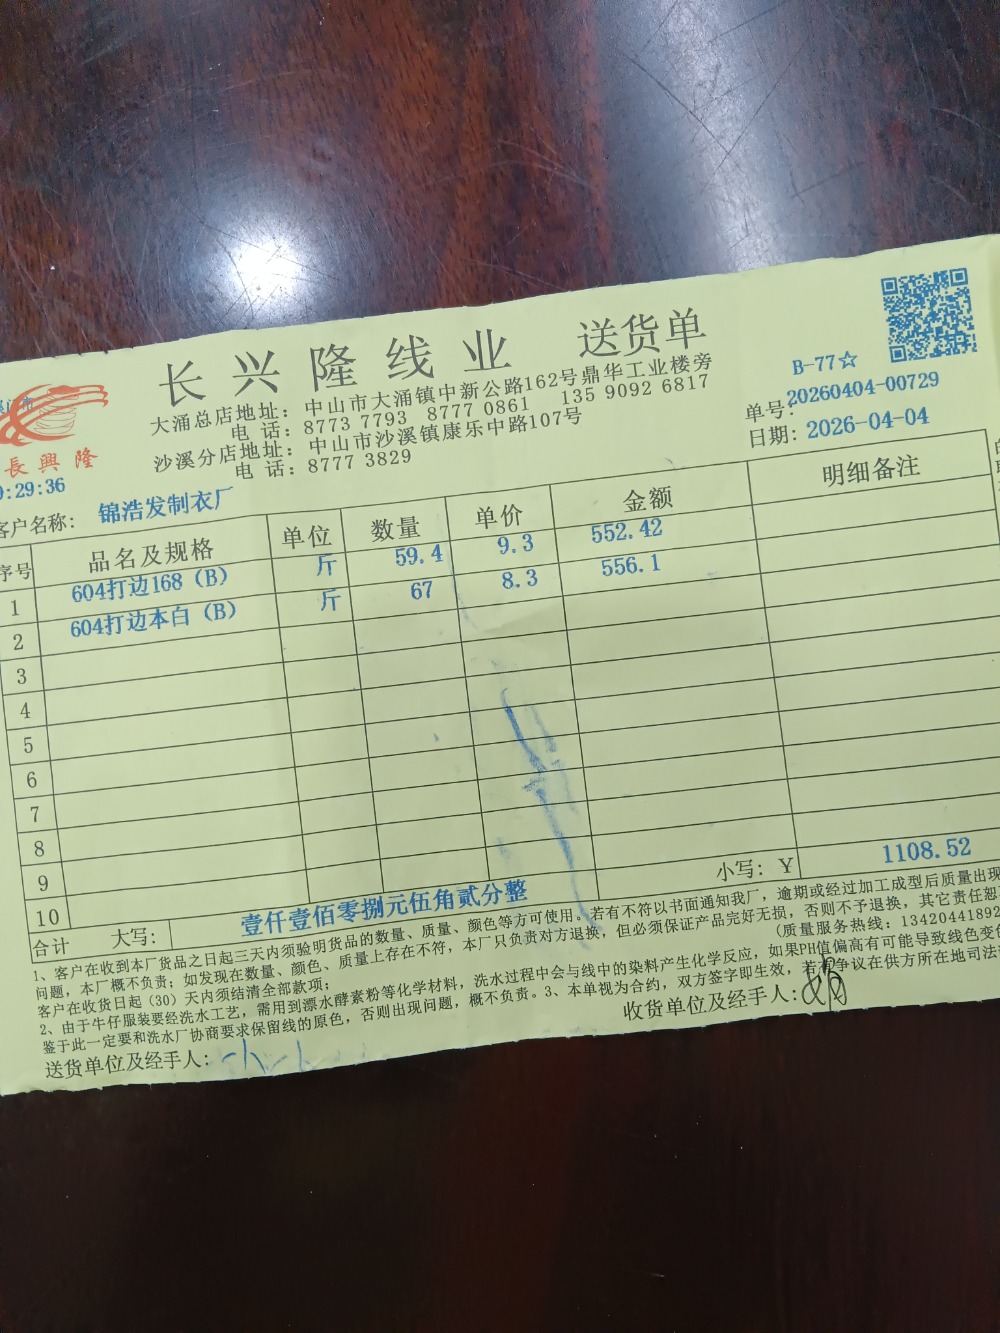 长兴隆线业 送货单
B-77☆
大涌总店地址：中山市大涌镇中新公路162号鼎华工业楼旁
电 话：8773 7793 8777 0861 135 9092 6817
沙溪分店地址：中山市沙溪镇康乐中路107号
电 话：8777 3829
單号：20260404-00729
日期：2026-04-04
長興隆
:29:36
客户名称：锦浩发制衣厂
序号 品名及规格 单位 数量 单价 金额 明细备注
1 604打边168（B） 斤 59.4 9.3 552.42
2 604打边本白（B） 斤 67 8.3 556.1
3
4
5
6
7
8
9
10
合计 大写：壹仟壹佰零捌元伍角贰分整 小写：Y 1108.52
1、客户在收到本厂货品之日起三天内须验明货品的数量、质量、颜色等方可使用。若有不符以书面通知我厂，逾期或经过加工成型后质量出现
问题，本厂概不负责；如发现在数量、颜色、质量上存在不符，本厂只负责对方退换，但必须保证产品完好无损，否则不予退换，其它责任恕
客户在收货日起（30）天内须结清全部款项； （质量服务热线：1342044189
2、由于牛仔服装要经洗水工艺，需用到漂水酵素粉等化学材料，洗水过程中会与线中的染料产生化学反应，如果PH值偏高有可能导致线色变
鉴于此一定要和洗水厂协商要求保留线的原色，否则出现问题，概不负责。3、本单视为合约，双方签字即生效，若有争议在供方所在地司法
送货单位及经手人： 收货单位及经手人：